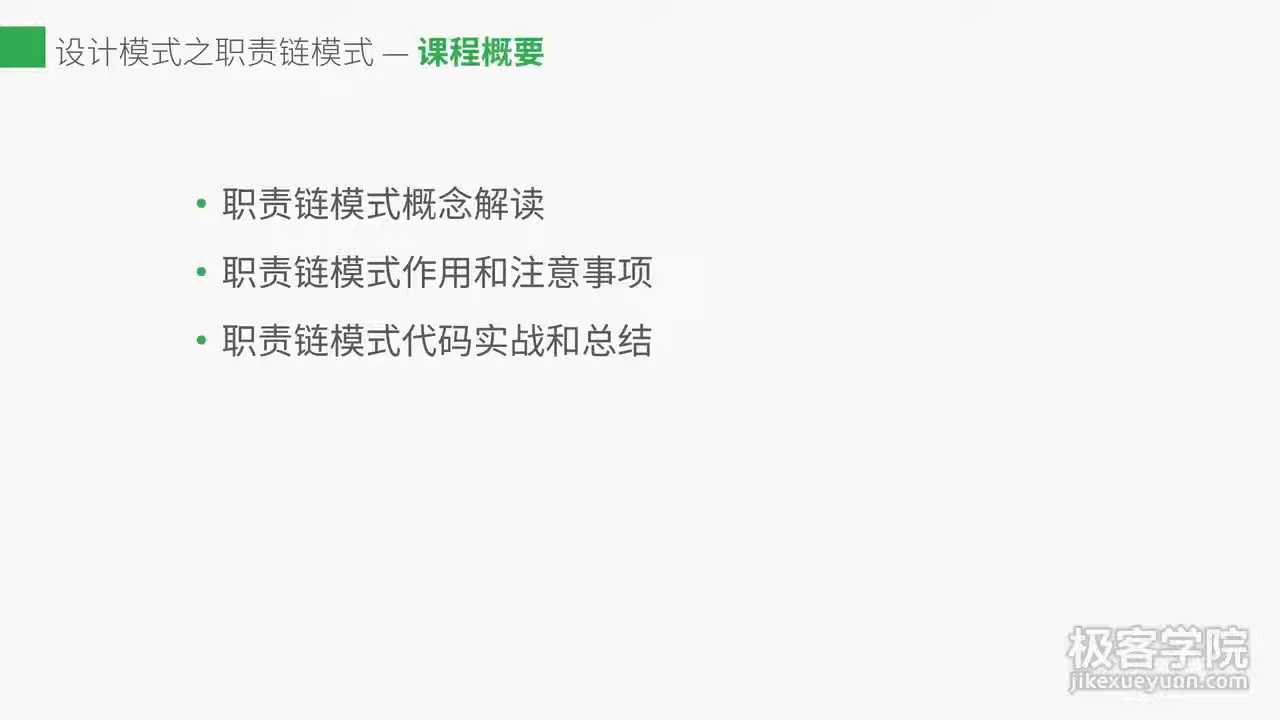 设计模式之职责链模式 — 课程概要
• 职责链模式概念解读
• 职责链模式作用和注意事项
• 职责链模式代码实战和总结
极客学院
jikexueyuan.com